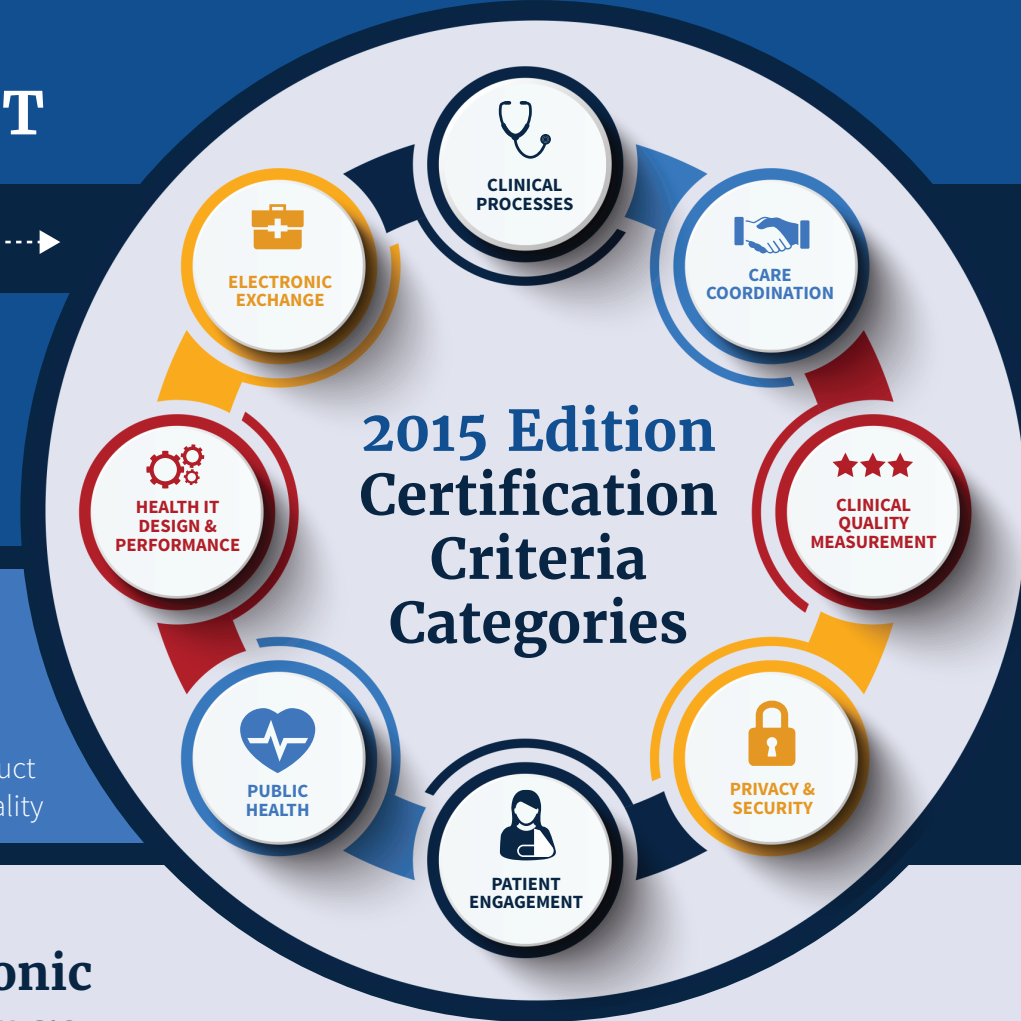 T
CLINICAL
PROCESSES
CARE
COORDINATION
CLINICAL
QUALITY
MEASUREMENT
PRIVACY &
SECURITY
PATIENT
ENGAGEMENT
PUBLIC
HEALTH
HEALTH IT
DESIGN &
PERFORMANCE
ELECTRONIC
EXCHANGE
2015 Edition
Certification
Criteria
Categories
uct
ality
onic